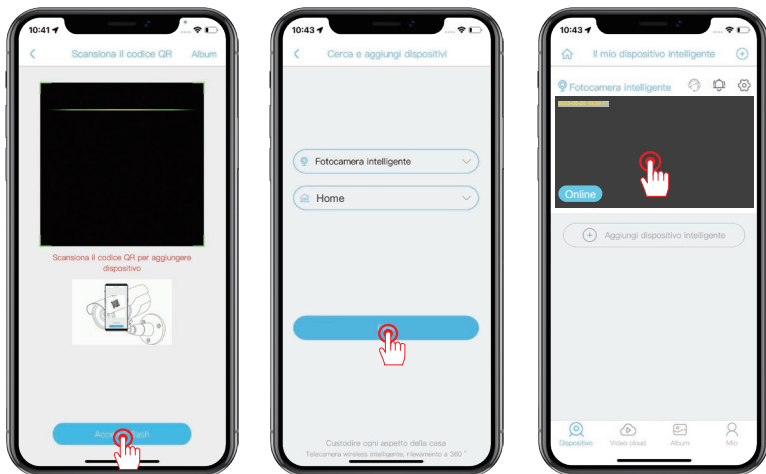 10:41
Scansiona il codice QR Album
Scansiona il codice QR per aggiungere
dispositivo
10:43
Cerca e aggiungi dispositivi
Fotocamera intelligente
Home
Custodire ogni aspetto della casa
Telecamera wireless intelligente, rilevamento a 360 °
10:43
Il mio dispositivo intelligente
Fotocamera Intelligente
Online
Aggiungi dispositivo intelligente
Dispositivo Video cloud Album Mio